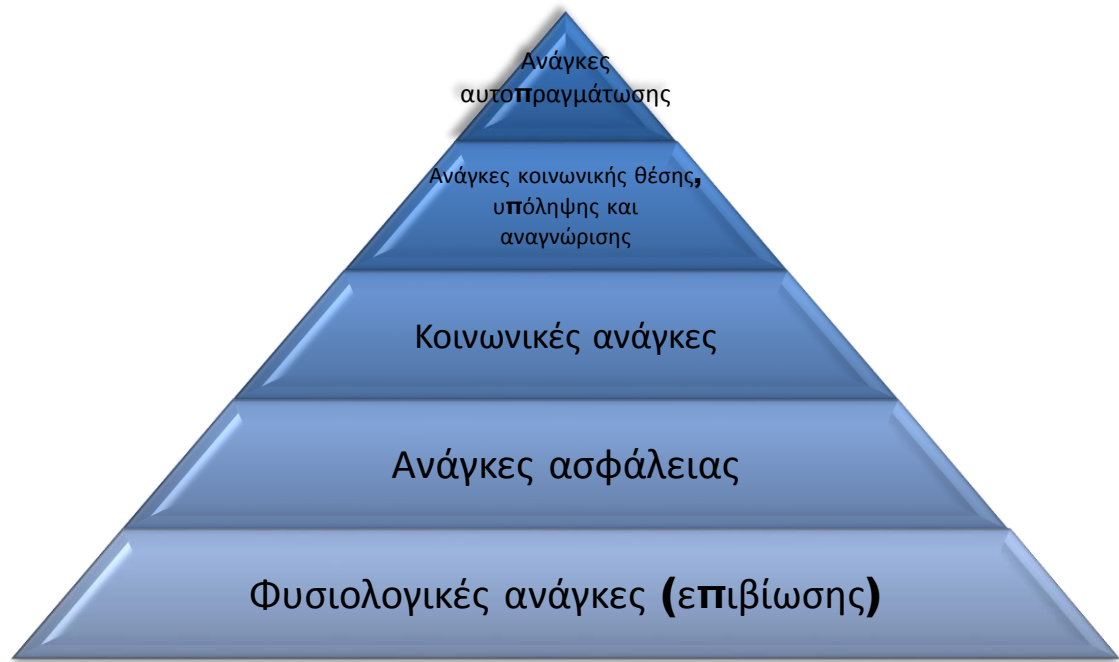 Ανάγκες
αυτοπραγμάτωσης
Ανάγκες κοινωνικής θέσης,
υπόληψης και
αναγνώρισης
Κοινωνικές ανάγκες
Ανάγκες ασφάλειας
Φυσιολογικές ανάγκες (επιβίωσης)